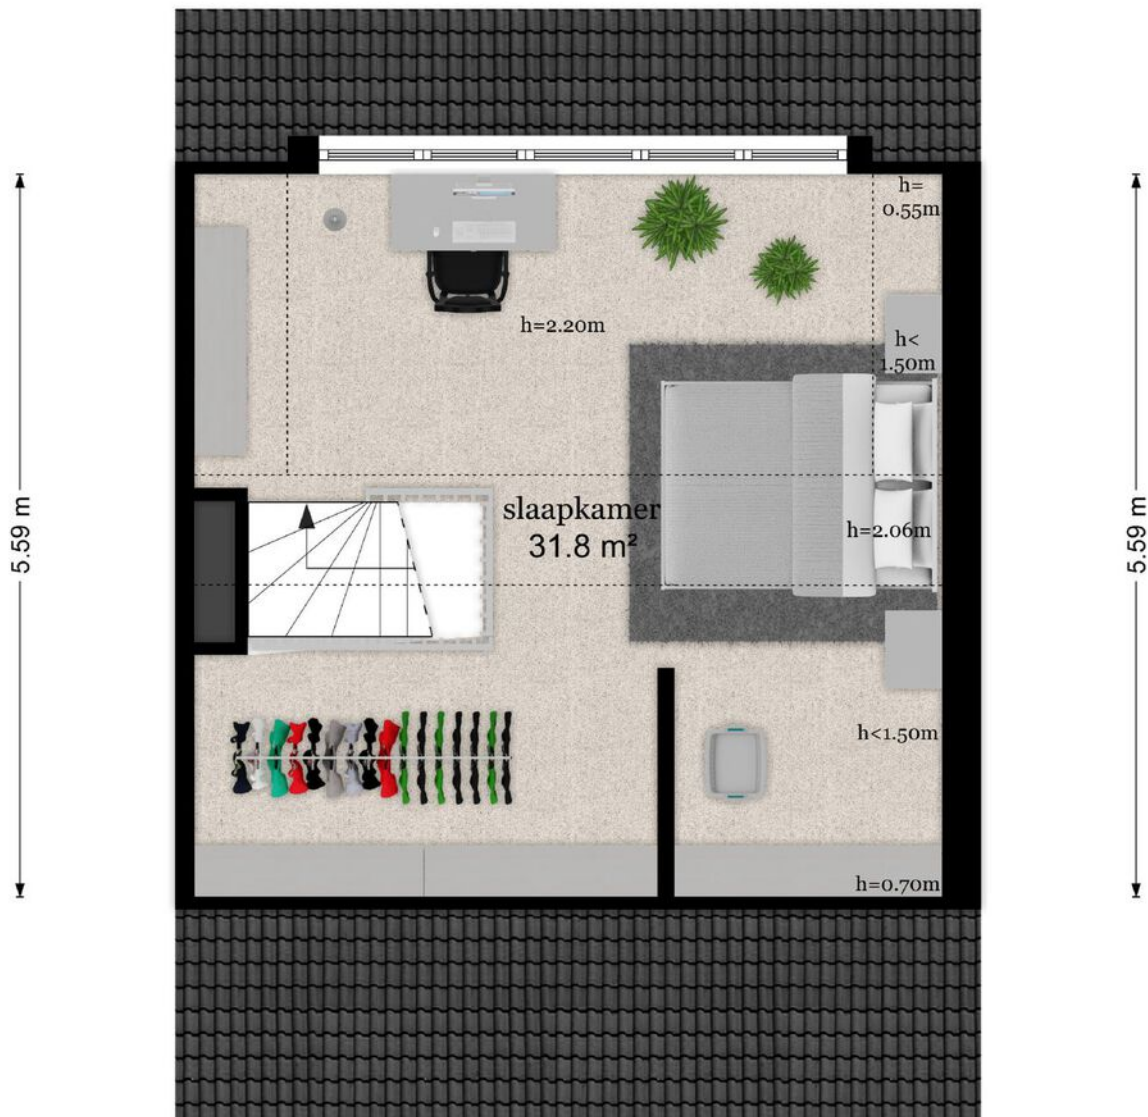 h=
0.55m
h=2.20m
h<
1.50m
slaapkamer
31.8 m²
h=2.06m
5.59 m
5.59 m
h<1.50m
h=0.70m